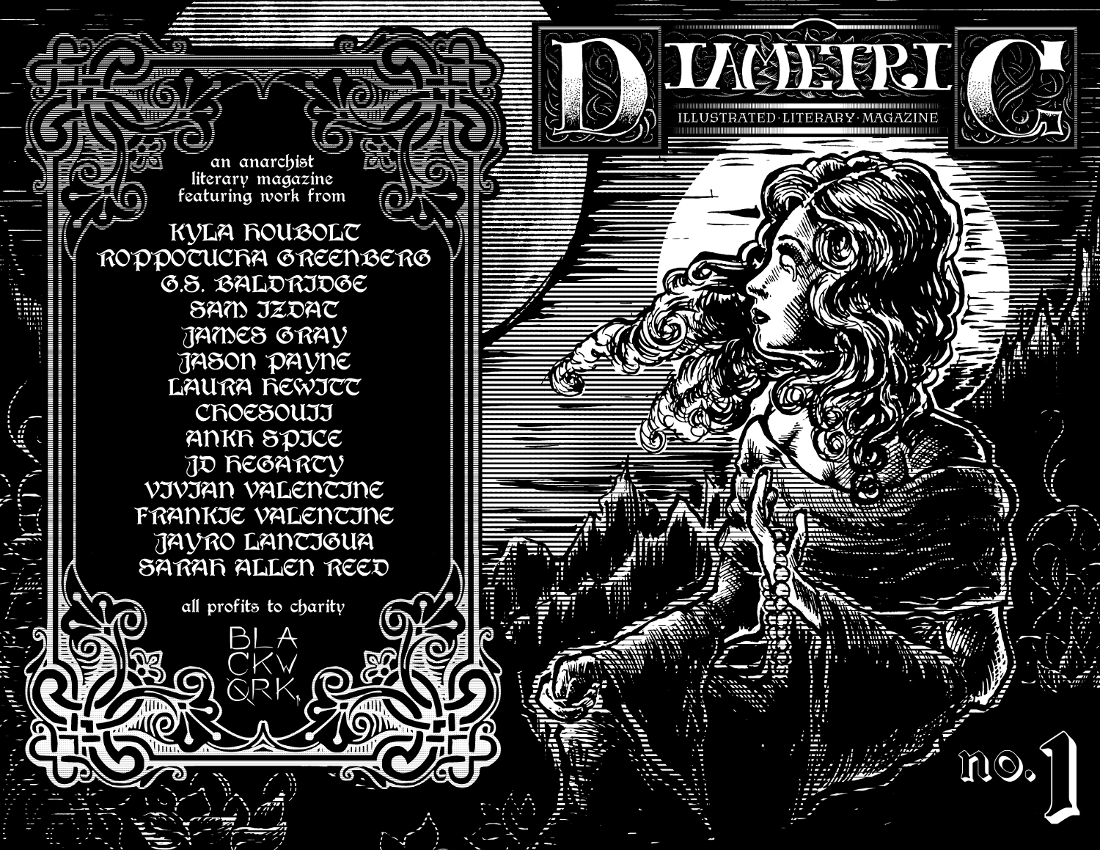 an anarchist
literary magazine
featuring work from
KYLA HOUBOLT
ROPPOTUCHA GREENBERG
G.S. BALDRIDGE
SAM IZDAT
JAMES GRAY
JASON PAYNE
LAURA HEWITT
CHOESOUJI
ANKH SPICE
JD HEGARTY
VIVIAN VALENTINE
FRANKIE VALENTINE
JAYRO LANTIGUA
SARAH ALLEN REED
all profits to charity
BLA
CKW
ORK
DIAMETRIC
ILLUSTRATED·LITERARY·MAGAZINE
no.1